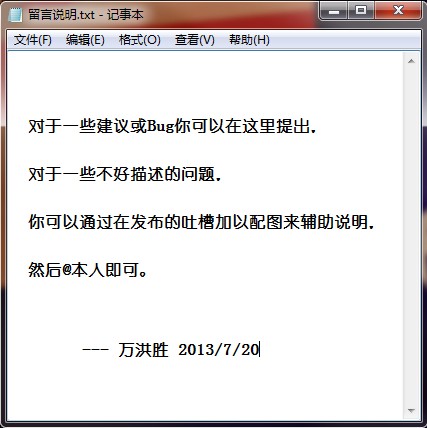 留言说明.txt - 记事本
文件(F) 编辑(E) 格式(O) 查看(V) 帮助(H)
对于一些建议或Bug你可以在这里提出.
对于一些不好描述的问题.
你可以通过在发布的吐槽加以配图来辅助说明.
然后@本人即可。
--- 万洪胜 2013/7/20